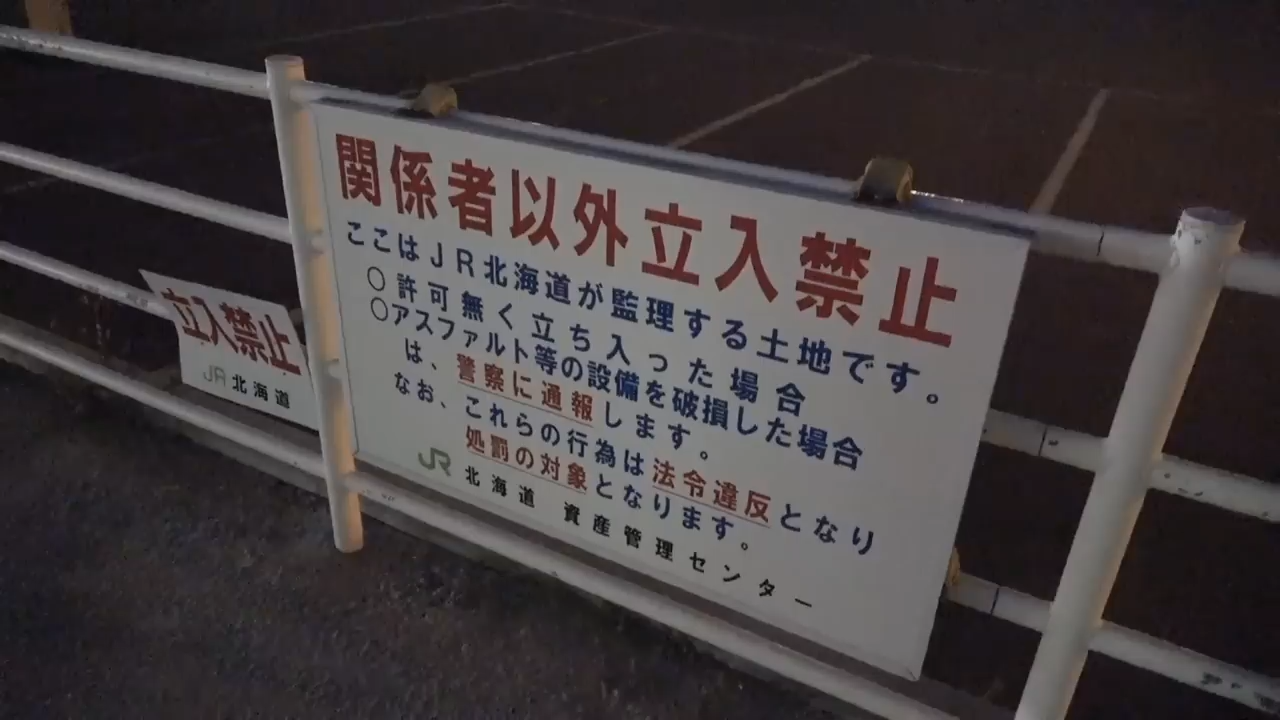 関係者以外立入禁止
ここはJR北海道が監理する土地です。
○許可無く立ち入った場合
○アスファルト等の設備を破損した場合
は、警察に通報します。
なお、これらの行為は法令違反となり
処罰の対象となります。
JR北海道 資産管理センター
立入禁止
JR北海道